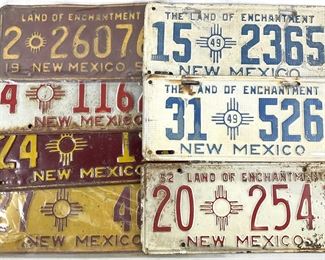 LAND OF ENCHANTMENT
2 26076
19 NEW MEXICO 5
4 116
NEW MEXICO
24 1
NEW MEXICO
4
NEW MEXICO
THE LAND OF ENCHANTMENT
15 49 2365
NEW MEXICO
THE LAND OF ENCHANTMENT
31 49 526
NEW MEXICO
52 LAND OF ENCHANTMENT
20 254
NEW MEXICO